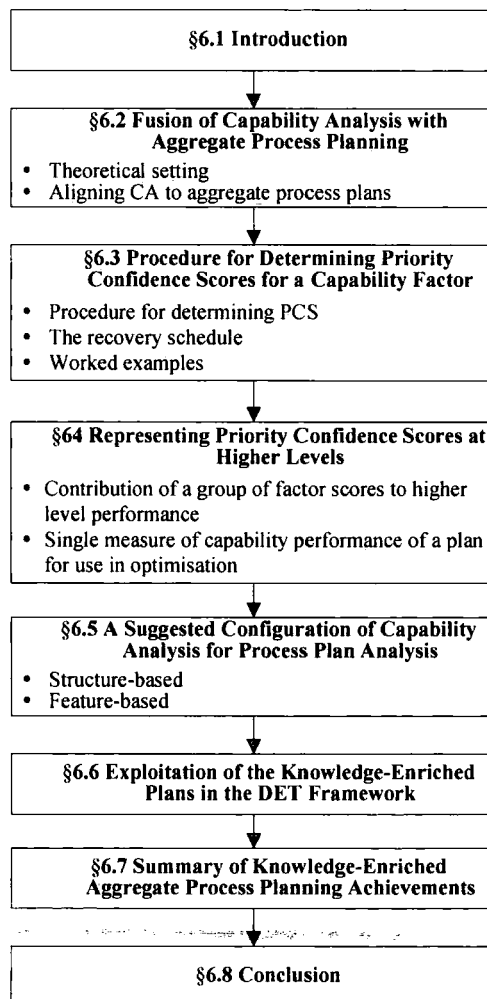 §6.1 Introduction
§6.2 Fusion of Capability Analysis with
Aggregate Process Planning
• Theoretical setting
• Aligning CA to aggregate process plans
§6.3 Procedure for Determining Priority
Confidence Scores for a Capability Factor
• Procedure for determining PCS
• The recovery schedule
• Worked examples
§64 Representing Priority Confidence Scores at
Higher Levels
• Contribution of a group of factor scores to higher
level performance
• Single measure of capability performance of a plan
for use in optimisation
§6.5 A Suggested Configuration of Capability
Analysis for Process Plan Analysis
• Structure-based
• Feature-based
§6.6 Exploitation of the Knowledge-Enriched
Plans in the DET Framework
§6.7 Summary of Knowledge-Enriched
Aggregate Process Planning Achievements
§6.8 Conclusion